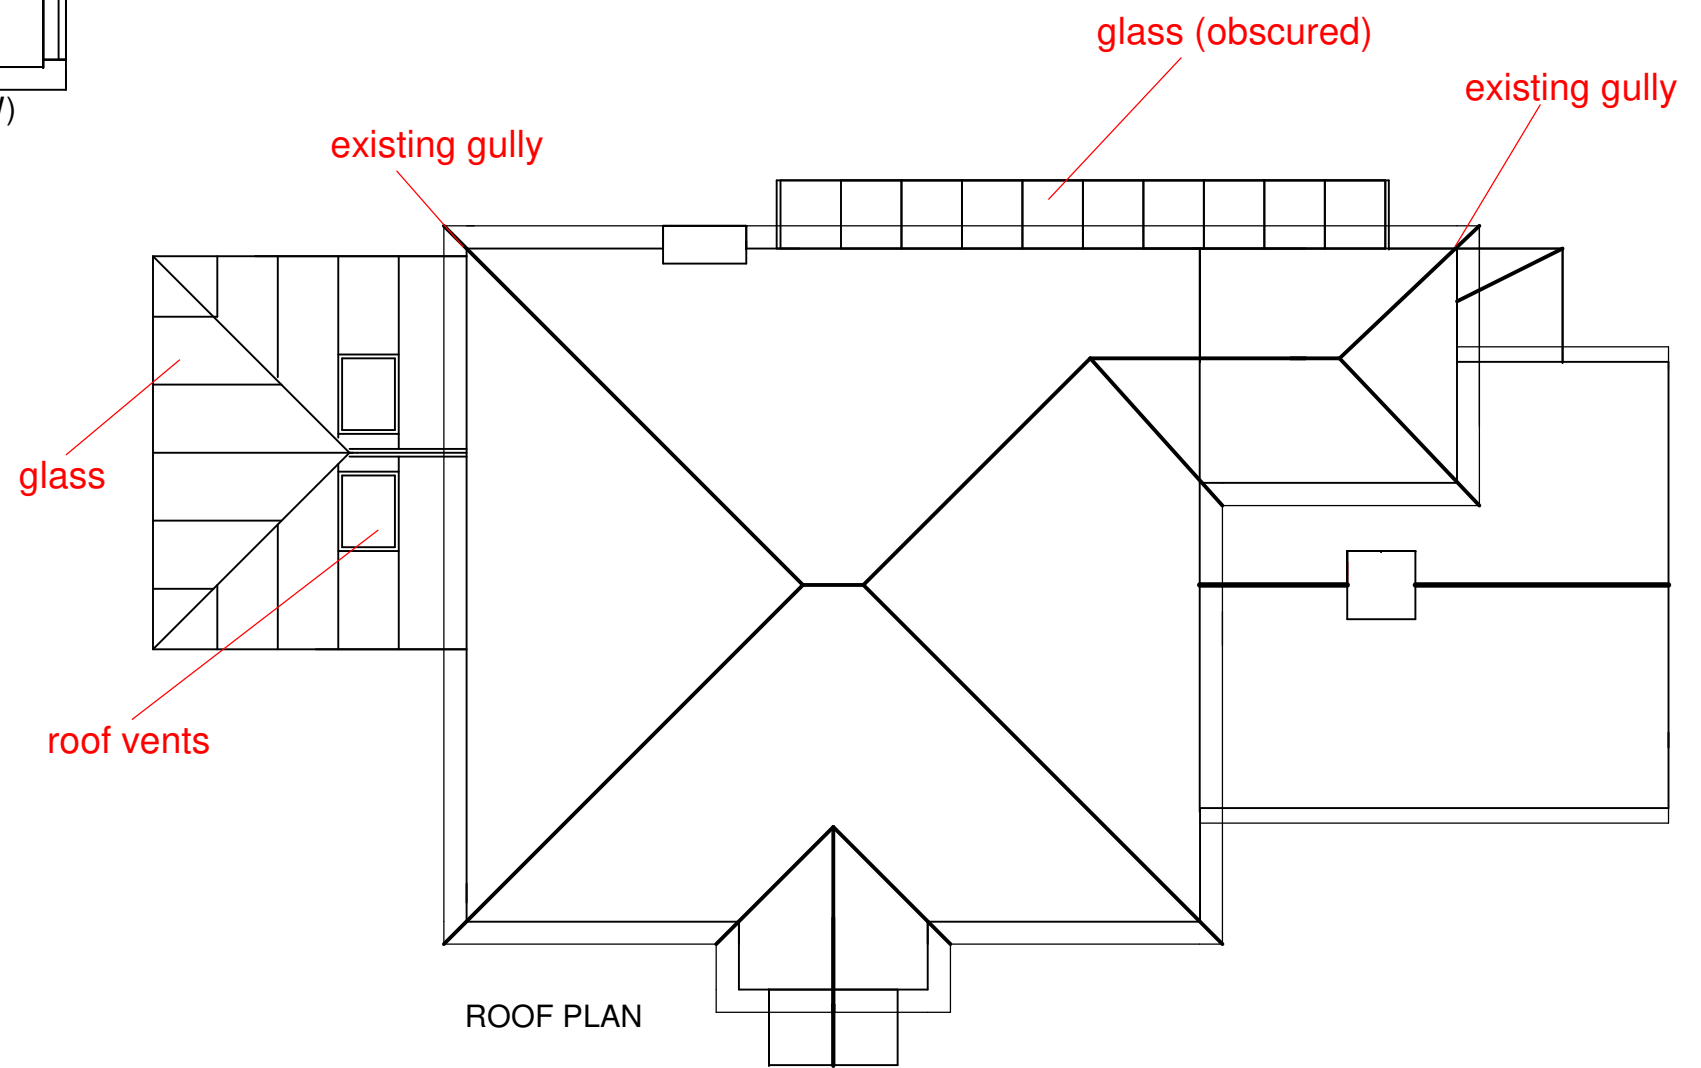 glass (obscured)
existing gully
)
existing gully
glass
roof vents
ROOF PLAN